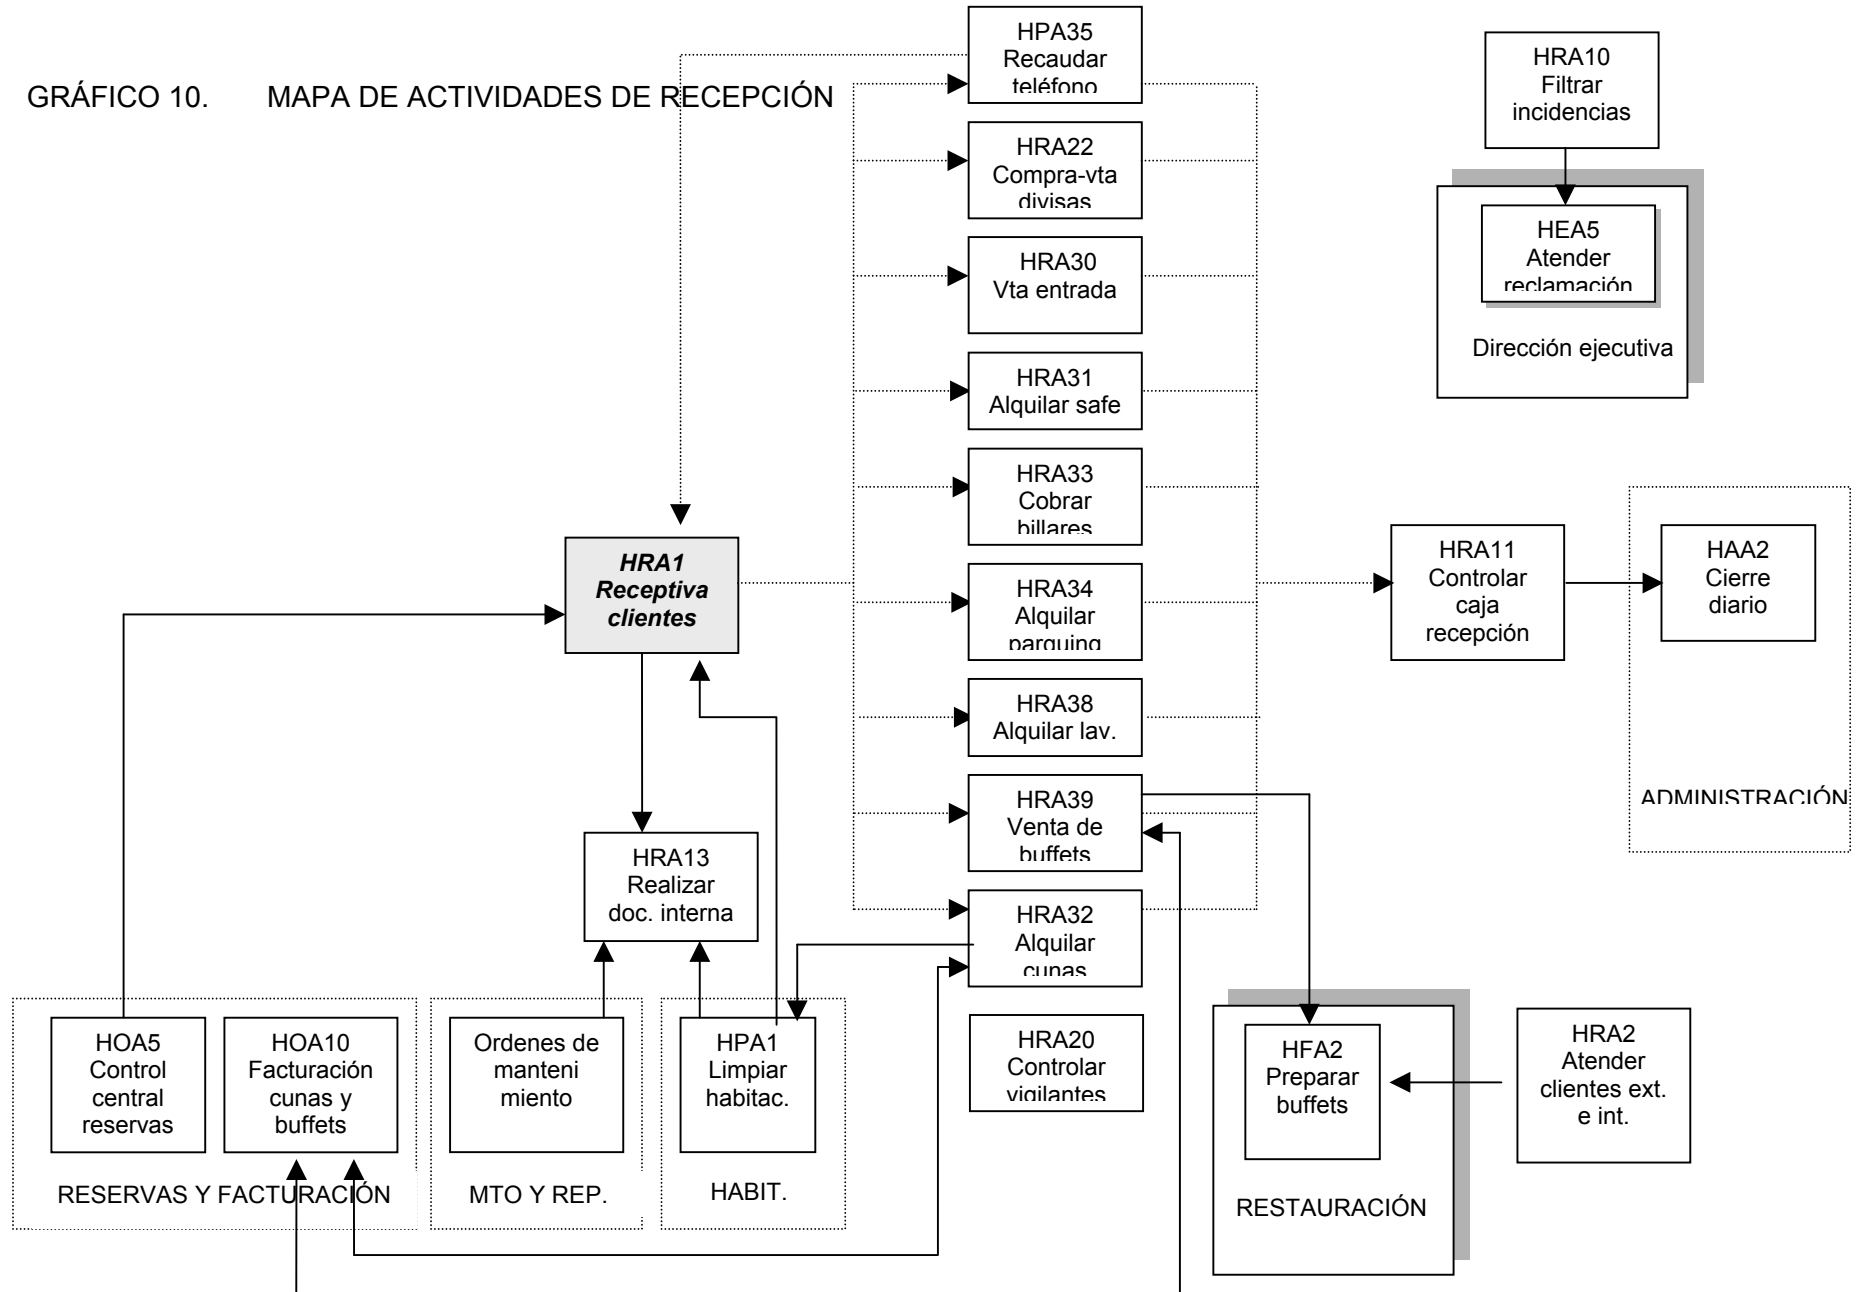 GRÁFICO 10. MAPA DE ACTIVIDADES DE RECEPCIÓN
HPA35
Recaudar
teléfono
HRA22
Compra-vta
divisas
HRA30
Vta entrada
HRA31
Alquilar safe
HRA33
Cobrar
billares
HRA34
Alquilar
parquing
HRA38
Alquilar lav.
HRA39
Venta de
buffets
HRA32
Alquilar
cunas
HRA20
Controlar
vigilantes
HRA10
Filtrar
incidencias
HEA5
Atender
reclamación
Dirección ejecutiva
HRA1
Receptiva
clientes
HRA11
Controlar
caja
recepción
HAA2
Cierre
diario
ADMINISTRACIÓN
HRA13
Realizar
doc. interna
HOA5
Control
central
reservas
HOA10
Facturación
cunas y
buffets
RESERVAS Y FACTURACIÓN
Ordenes de
manteni
miento
MTO Y REP.
HPA1
Limpiar
habitac.
HABIT.
HFA2
Preparar
buffets
RESTAURACIÓN
HRA2
Atender
clientes ext.
e int.